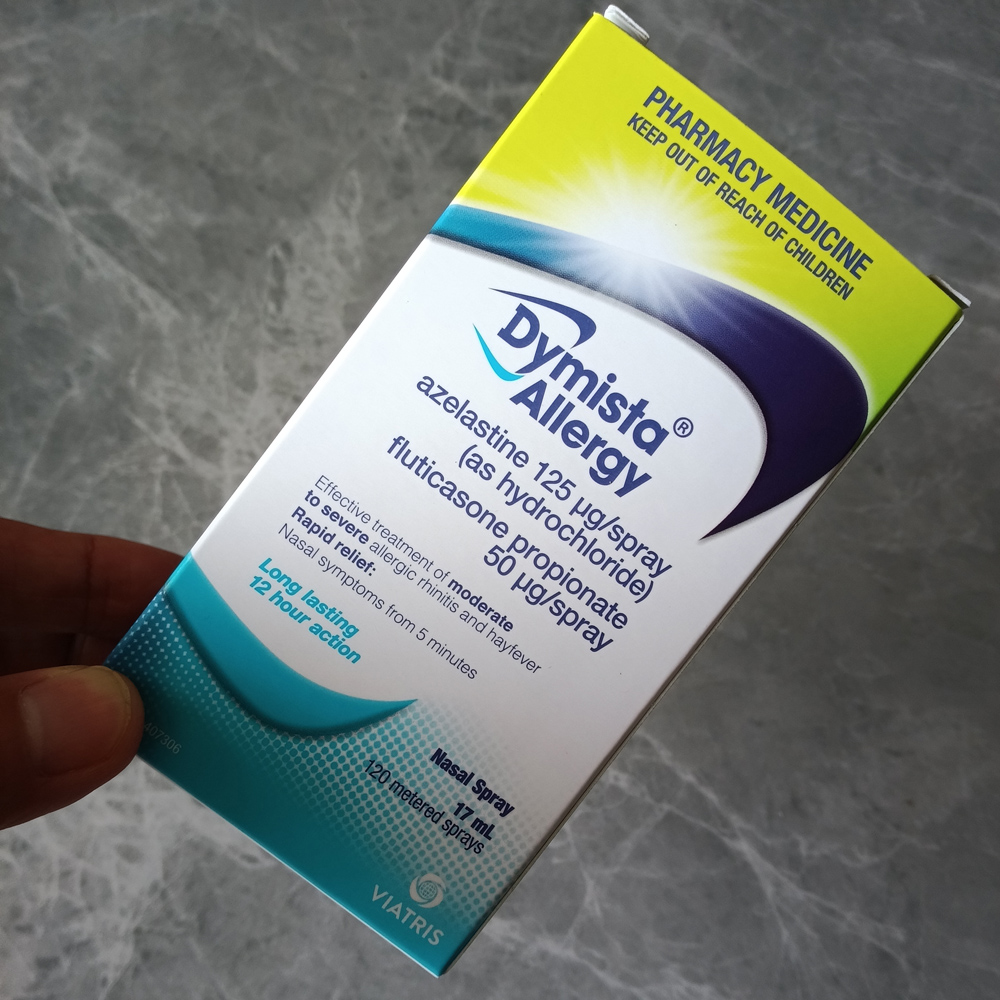 PHARMACY MEDICINE
KEEP OUT OF REACH OF CHILDREN
Dymista®
Allergy
azelastine 125 µg/spray
(as hydrochloride)
fluticasone propionate
50 µg/spray
Effective treatment of moderate
to severe allergic rhinitis and hayfever
Rapid relief:
Nasal symptoms from 5 minutes
Long lasting
12 hour action
Nasal Spray
17 mL
120 metered sprays
VIATRIS